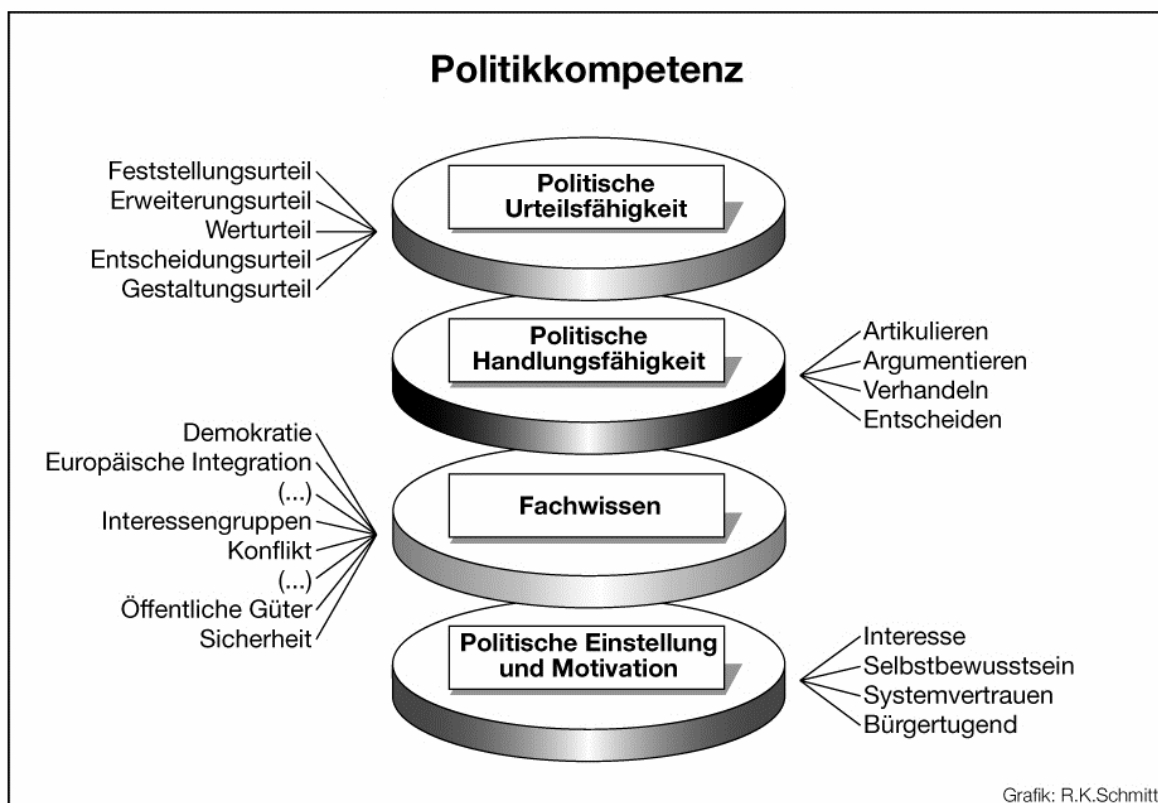 Politikkompetenz
Feststellungsurteil
Erweiterungsurteil
Werturteil
Entscheidungsurteil
Gestaltungsurteil
Politische
Urteilsfähigkeit
Politische
Handlungsfähigkeit
Artikulieren
Argumentieren
Verhandeln
Entscheiden
Demokratie
Europäische Integration
(...)
Interessengruppen
Konflikt
(...)
Öffentliche Güter
Sicherheit
Fachwissen
Politische Einstellung
und Motivation
Interesse
Selbstbewusstsein
Systemvertrauen
Bürgertugend
Grafik: R.K.Schmitt